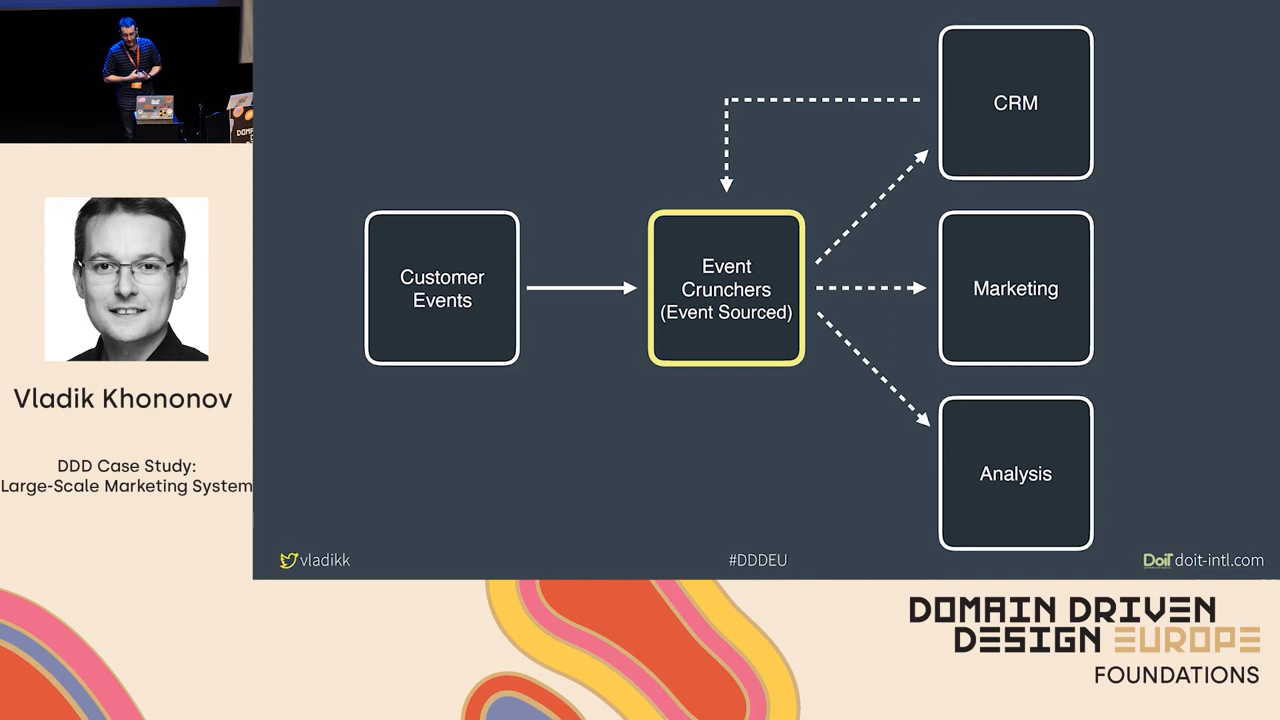 Vladik Khononov
DDD Case Study:
Large-Scale Marketing System
Customer
Events
Event
Crunchers
(Event Sourced)
CRM
Marketing
Analysis
vladikk
#DDDEU
DoiT doit-intl.com
DOMAIN DRIVEN
DESIGN EUROPE
FOUNDATIONS